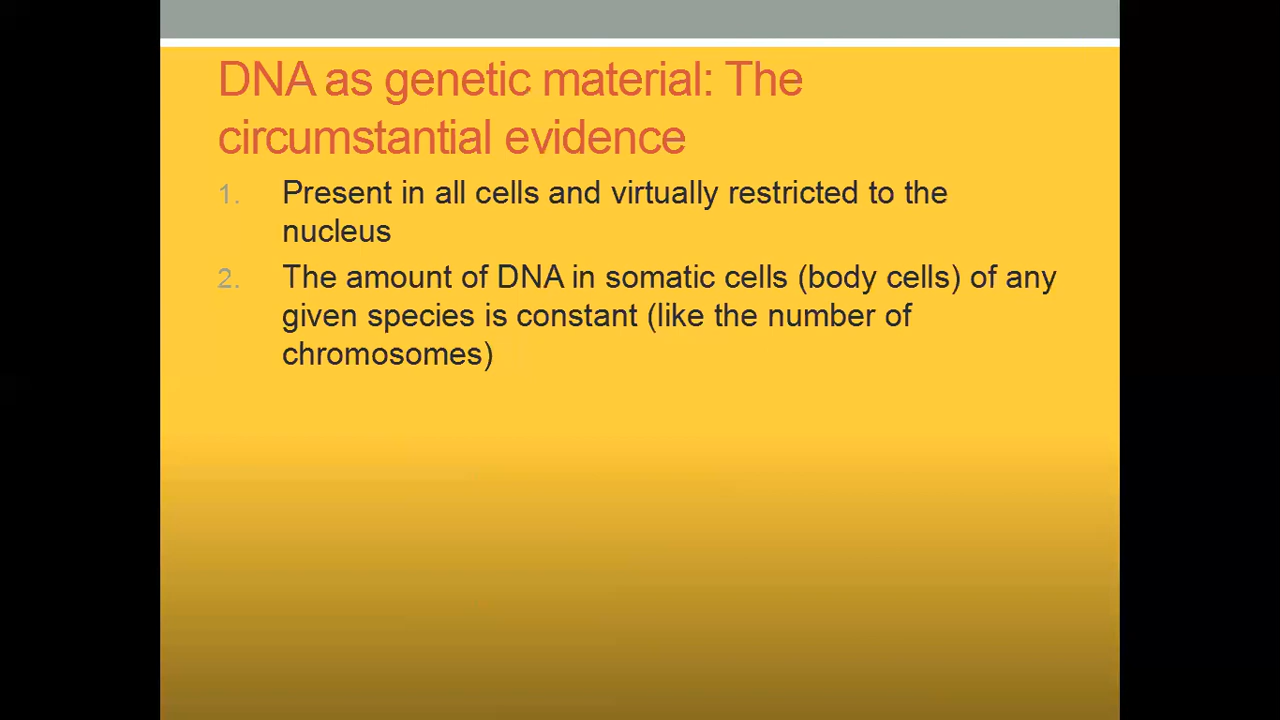 DNA as genetic material: The
circumstantial evidence
1. Present in all cells and virtually restricted to the
nucleus
2. The amount of DNA in somatic cells (body cells) of any
given species is constant (like the number of
chromosomes)